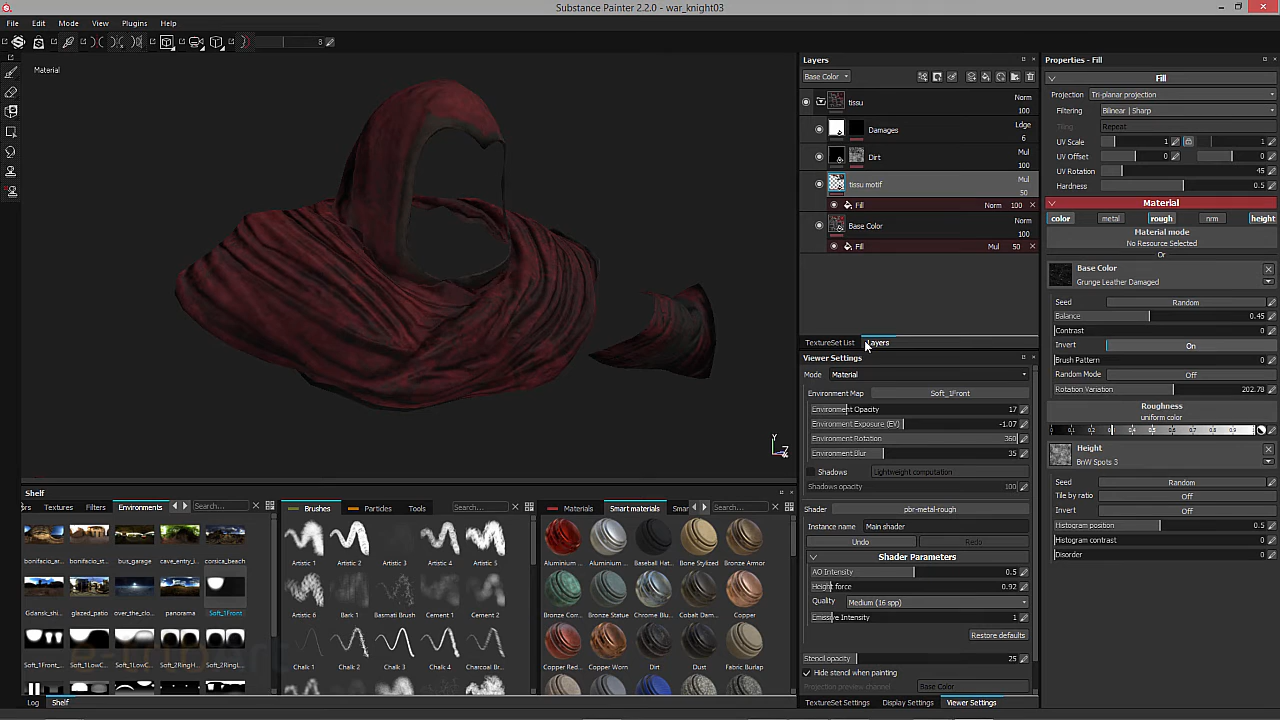 Substance Painter 2.2.0 - war_knight03
File Edit Mode View Plugins Help
8
Material
Layers
Base Color
tissu Norm 100
Damages Ldge 6
Dirt Mul 100
tissu motif Mul 50
Fill Norm 100
Base Color Norm 100
Fill Mul 50
TextureSet List Layers
Viewer Settings
Mode Material
Environment Map Soft_1Front
Environment Opacity 17
Environment Exposure (EV) -1.07
Environment Rotation 360
Environment Blur 35
Shadows Lightweight computation
Shadows opacity 100
Shader pbr-metal-rough
Instance name Main shader
Undo Redo
Shader Parameters
AO Intensity 0.5
Height force 0.92
Quality Medium (16 spp)
Emissive Intensity 1
Restore defaults
Stencil opacity 25
Hide stencil when painting
Projection preview channel Base Color
TextureSet Settings Display Settings Viewer Settings
Properties - Fill
Fill
Projection Tri-planar projection
Filtering Bilinear | Sharp
Tiling Repeat
UV Scale 1 1
UV Offset 0 0
UV Rotation 45
Hardness 0.5
Material
color metal rough nrm height
Material mode
No Resource Selected
Or
Base Color
Grunge Leather Damaged
Seed Random
Balance 0.45
Contrast 0
Invert On
Brush Pattern 0
Random Mode Off
Rotation Variation 202.78
Roughness
uniform color
Height
BnW Spots 3
Seed Random
Tile by ratio Off
Invert Off
Histogram position 0.5
Histogram contrast 0
Disorder 0
Shelf
rs Textures Filters Environments Search...
bonifacio_ar... bonifacio_st... bus_garage cave_entry_i... corsica_beach
Gdansk_shi... glazed_patio over_the_clo... panorama Soft_1Front
Soft_1Front_... Soft_1LowC... Soft_1LowC... Soft_2RingH... Soft_2RingL...
Brushes Particles Tools Search...
Artistic 1 Artistic 2 Artistic 3 Artistic 4 Artistic 5
Artistic 6 Bark 1 Basmati Brush Cement 1 Cement 2
Chalk 1 Chalk 2 Chalk 3 Chalk 4 Charcoal Br...
Materials Smart materials Smar Search...
Aluminium ... Aluminium ... Baseball Hat... Bone Stylized Bronze Armor
Bronze Corr... Bronze Statue Chrome Blue... Cobalt Dam... Copper
Copper Red... Copper Worn Dirt Dust Fabric Burlap
Log Shelf